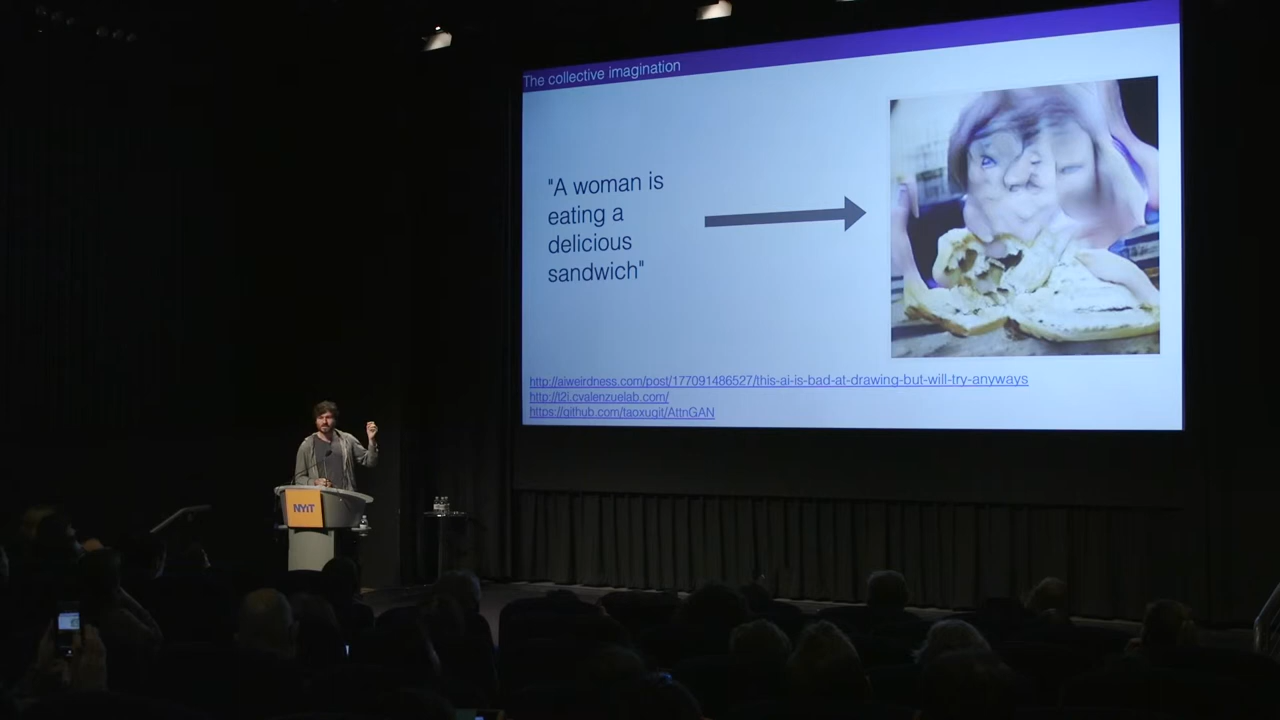 The collective imagination
"A woman is
eating a
delicious
sandwich"
http://aiweirdness.com/post/177091486527/this-ai-is-bad-at-drawing-but-will-try-anyways
http://t2i.cvalenzuelab.com/
https://github.com/taoxugit/AttnGAN
NYiT